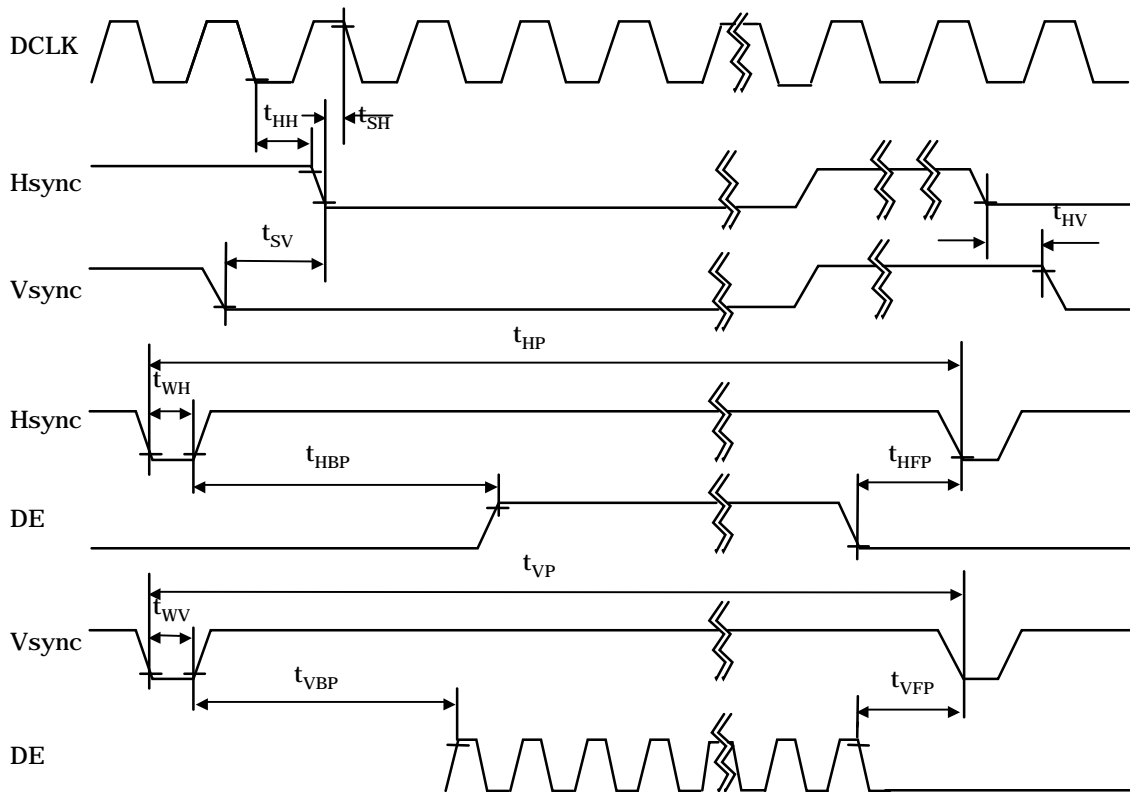 DCLK
tHH
tSH
Hsync
tHV
tSV
Vsync
tHP
tWH
Hsync
tHBP
tHFP
DE
tVP
tWV
Vsync
tVBP
tVFP
DE